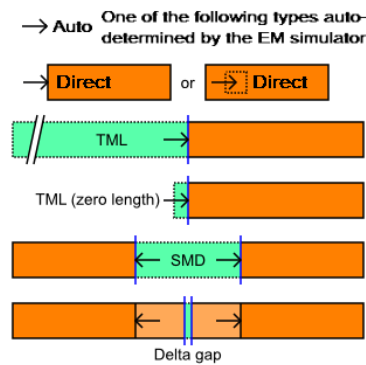 Auto One of the following types auto-
determined by the EM simulator
Direct or Direct
TML
TML (zero length)
SMD
Delta gap